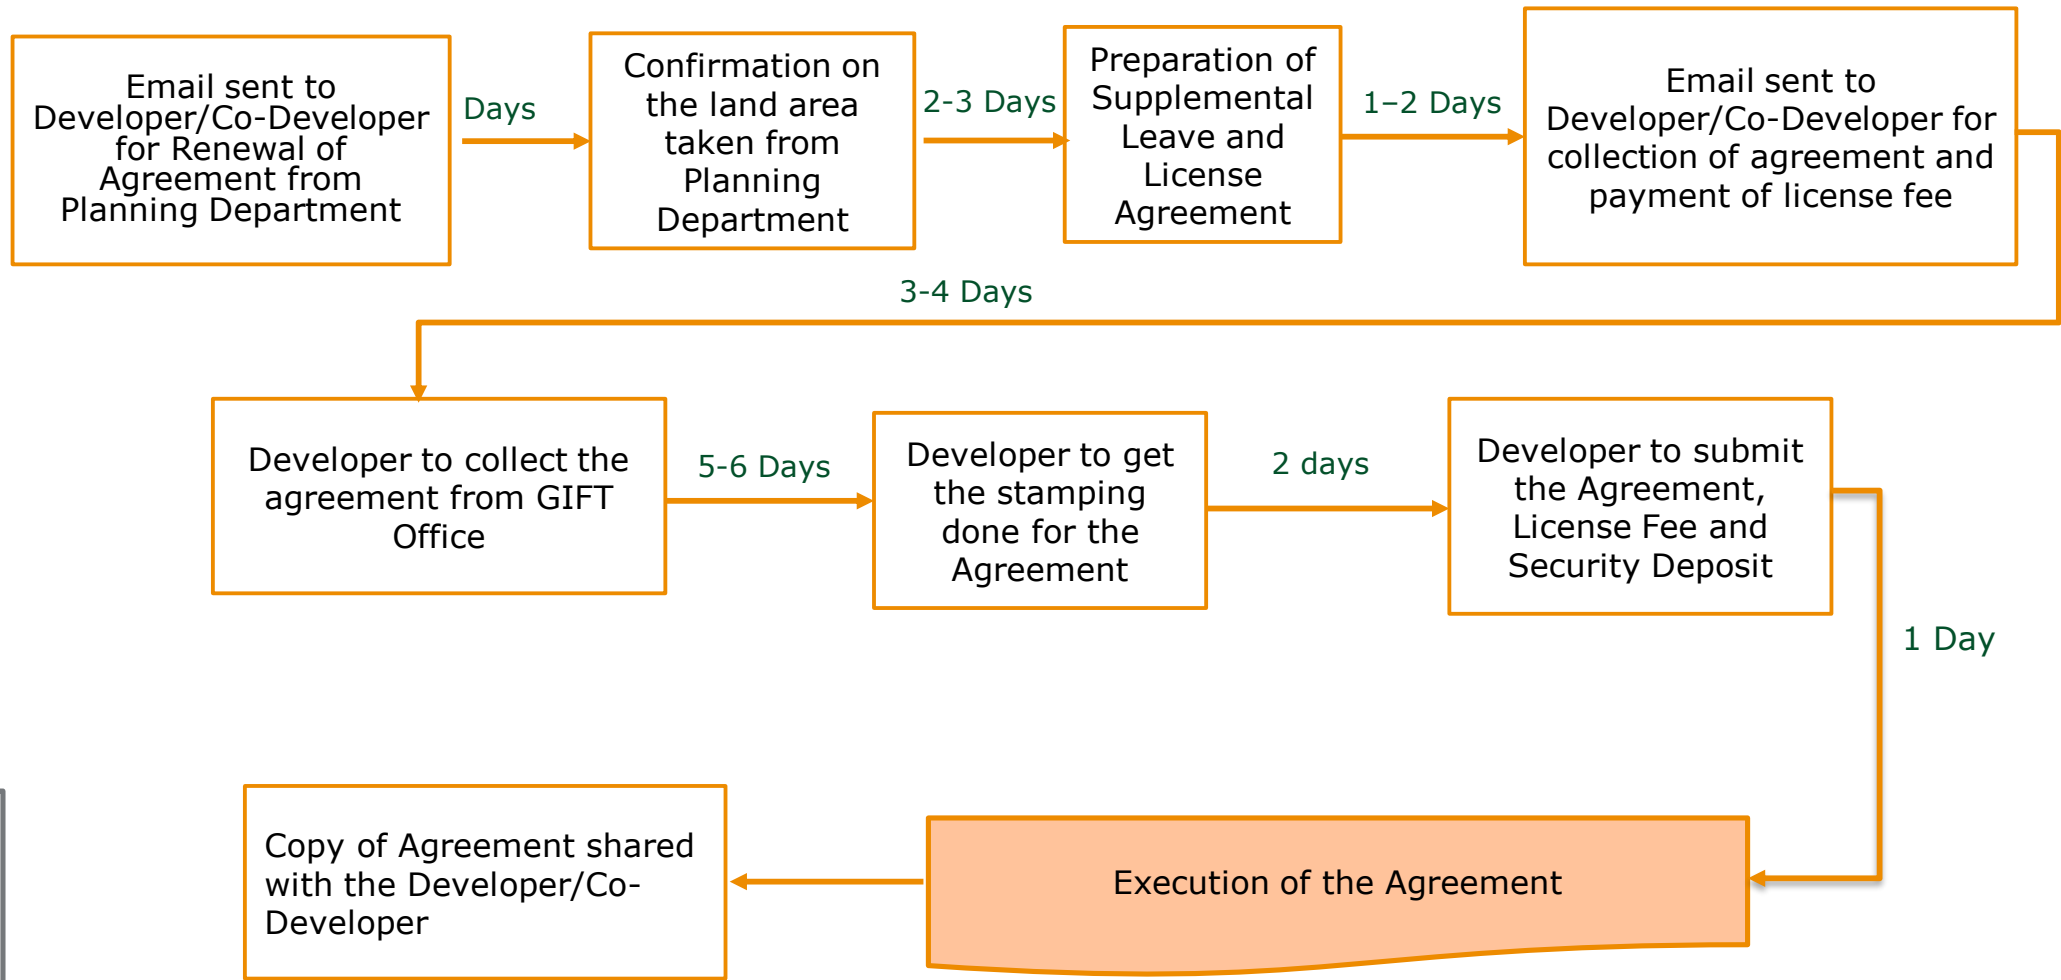 Email sent to
Developer/Co-Developer
for Renewal of
Agreement from
Planning Department
Days
Confirmation on
the land area
taken from
Planning
Department
2-3 Days
Preparation of
Supplemental
Leave and
License
Agreement
1–2 Days
Email sent to
Developer/Co-Developer for
collection of agreement and
payment of license fee
3-4 Days
Developer to collect the
agreement from GIFT
Office
5-6 Days
Developer to get
the stamping
done for the
Agreement
2 days
Developer to submit
the Agreement,
License Fee and
Security Deposit
1 Day
Execution of the Agreement
Copy of Agreement shared
with the Developer/Co-
Developer